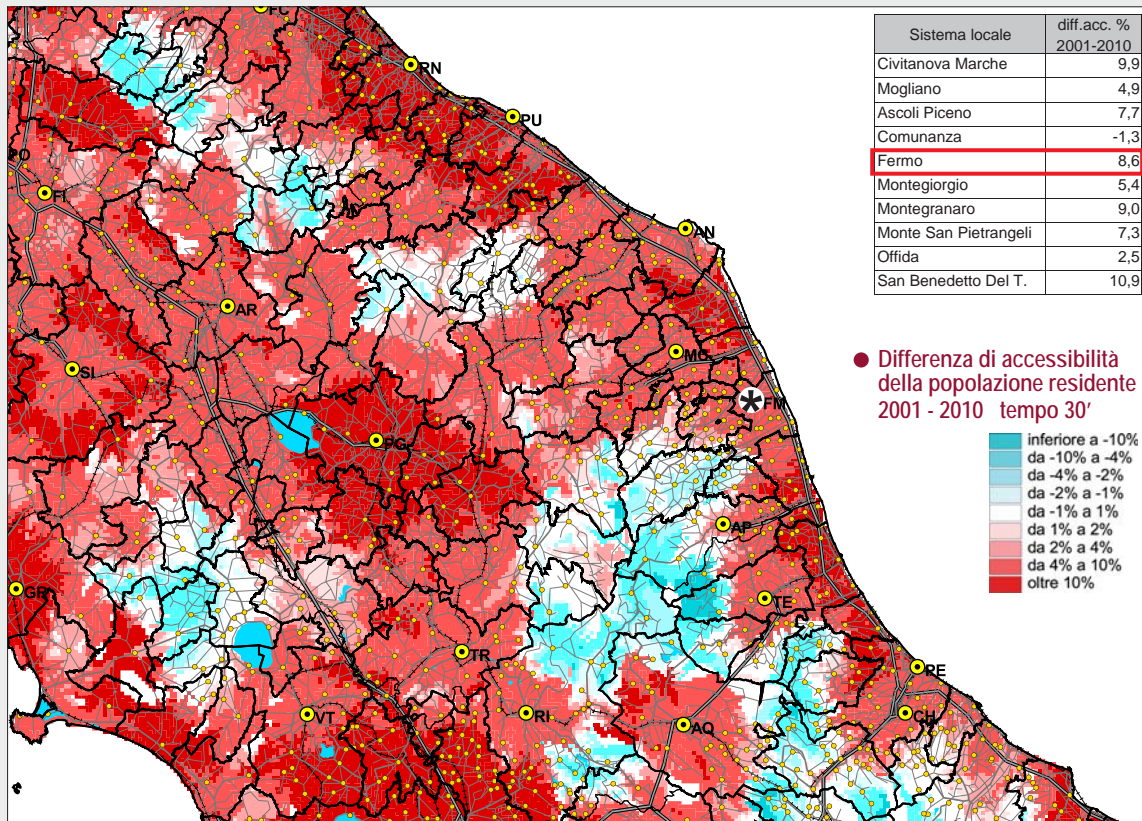 FC
RN
PU
BO
FI
AN
AR
MC
SI
FM
PG
AP
GR
TE
TR
PE
VT
RI
AQ
CH
Sistema locale diff.acc. % 2001-2010
Civitanova Marche 9,9
Mogliano 4,9
Ascoli Piceno 7,7
Comunanza -1,3
Fermo 8,6
Montegiorgio 5,4
Montegranaro 9,0
Monte San Pietrangeli 7,3
Offida 2,5
San Benedetto Del T. 10,9
● Differenza di accessibilità
della popolazione residente
2001 - 2010 tempo 30'
inferiore a -10%
da -10% a -4%
da -4% a -2%
da -2% a -1%
da -1% a 1%
da 1% a 2%
da 2% a 4%
da 4% a 10%
oltre 10%